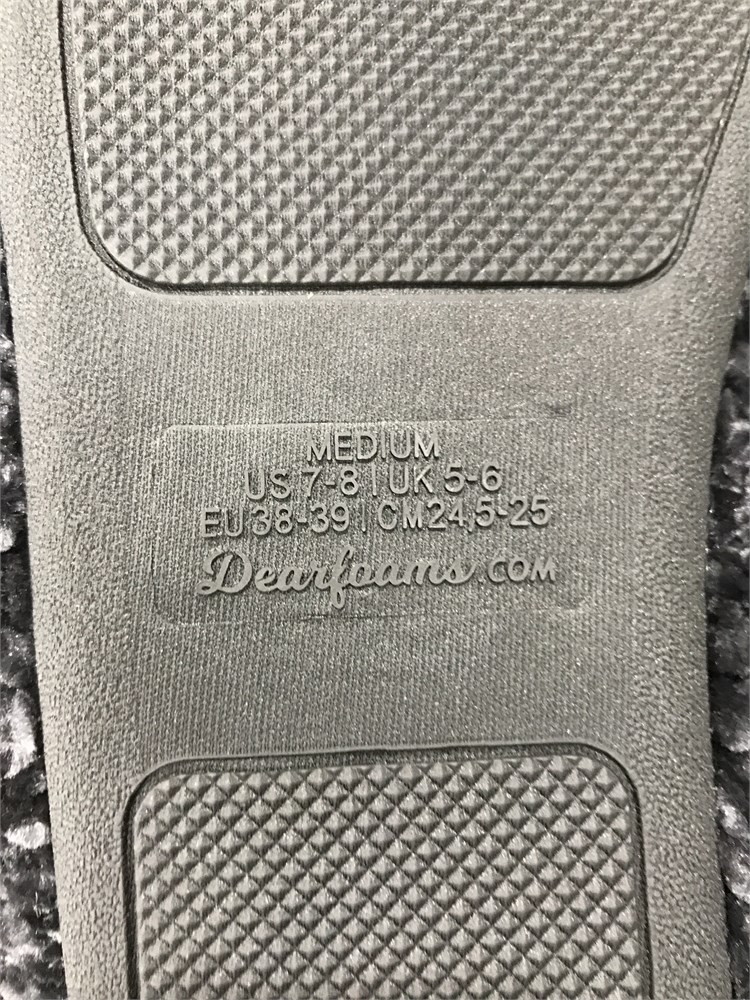 MEDIUM
US 7-8 | UK 5-6
EU 38-39 | CM 24,5-25
Dearfoams.COM